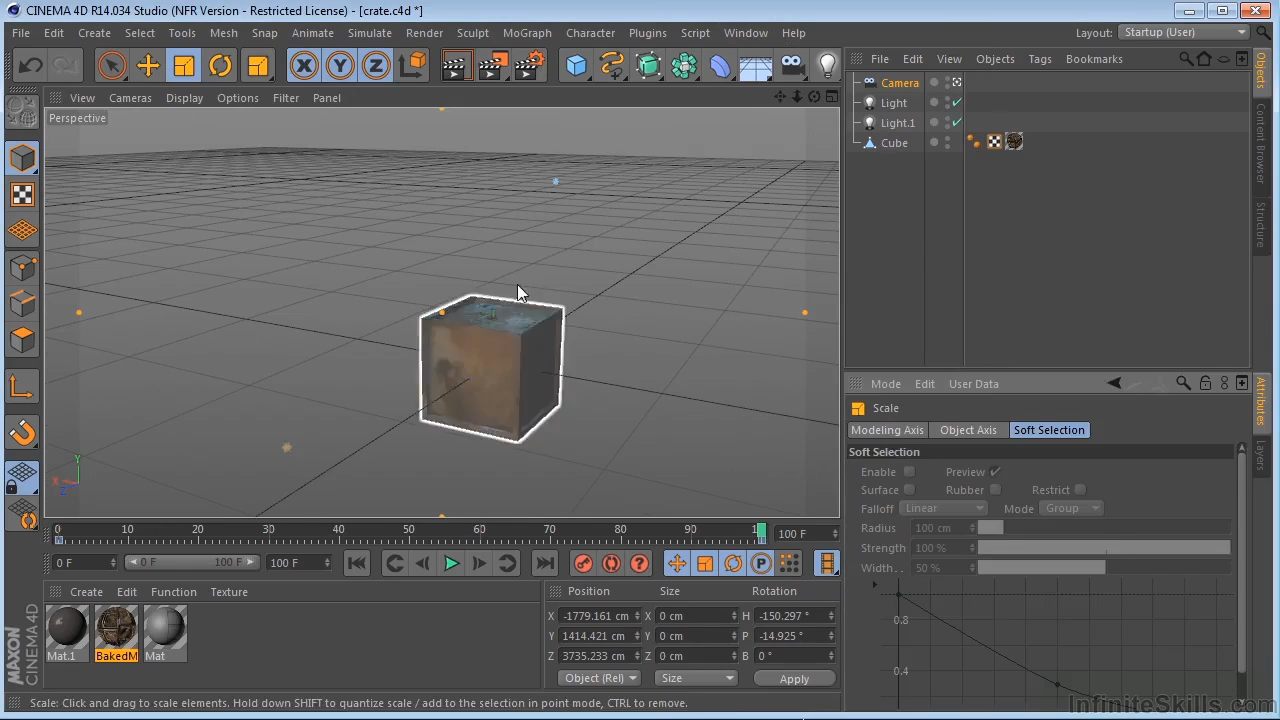 CINEMA 4D R14.034 Studio (NFR Version - Restricted License) - [crate.c4d *]
File Edit Create Select Tools Mesh Snap Animate Simulate Render Sculpt MoGraph Character Plugins Script Window Help Layout: Startup (User)
X Y Z
File Edit View Objects Tags Bookmarks
View Cameras Display Options Filter Panel
Perspective
Camera
Light
Light.1
Cube
Objects
Content Browser
Structure
Y
X
Z
Mode Edit User Data
Scale
Modeling Axis Object Axis Soft Selection
Soft Selection
Enable Preview
Surface Rubber Restrict
Falloff Linear Mode Group
Radius 100 cm
Strength 100 %
Width. . 50 %
0.8
0.4
Attributes
Layers
0 10 20 30 40 50 60 70 80 90 100 F
0 F 0 F 100 F 100 F
P
Create Edit Function Texture
Mat.1 BakedM Mat
MAXON
CINEMA 4D
Position Size Rotation
X -1779.161 cm X 0 cm H -150.297 °
Y 1414.421 cm Y 0 cm P -14.925 °
Z 3735.233 cm Z 0 cm B 0 °
Object (Rel) Size Apply
Scale: Click and drag to scale elements. Hold down SHIFT to quantize scale / add to the selection in point mode, CTRL to remove.
InfiniteSkills.com